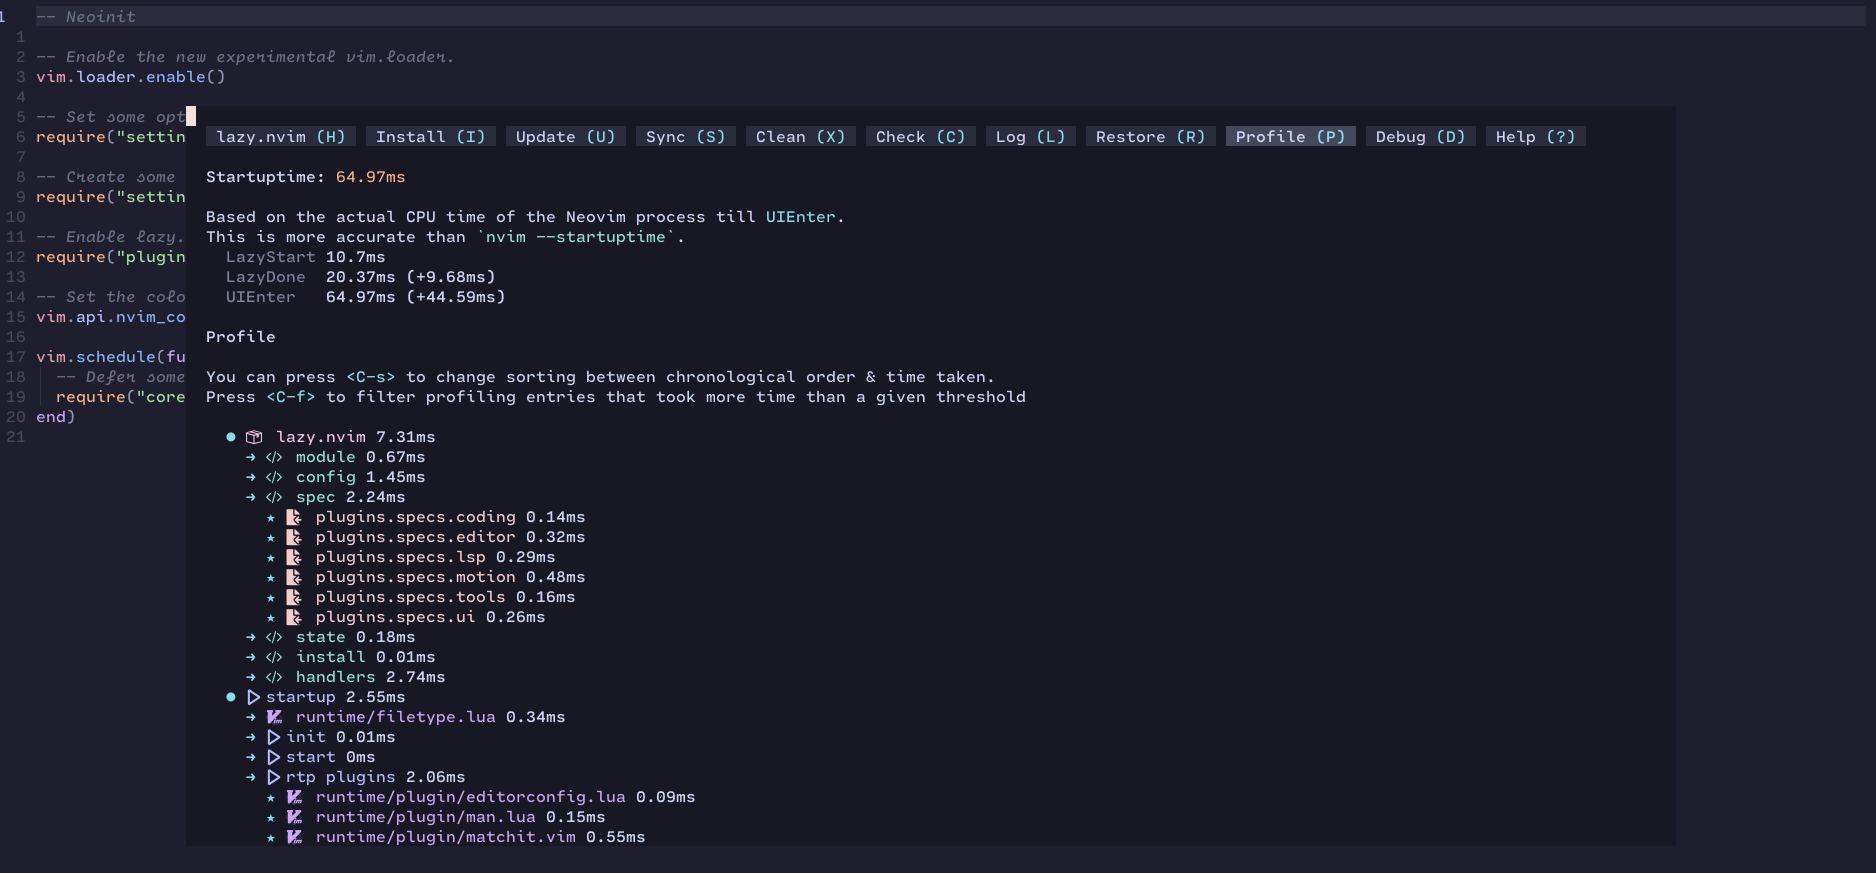 1 -- Neoinit
1
2 -- Enable the new experimental vim.loader.
3 vim.loader.enable()
4
5 -- Set some opt
6 require("settin
7
8 -- Create some
9 require("settin
10
11 -- Enable lazy.
12 require("plugin
13
14 -- Set the colo
15 vim.api.nvim_co
16
17 vim.schedule(fu
18 -- Defer some
19 require("core
20 end)
21
lazy.nvim (H) Install (I) Update (U) Sync (S) Clean (X) Check (C) Log (L) Restore (R) Profile (P) Debug (D) Help (?)
Startuptime: 64.97ms
Based on the actual CPU time of the Neovim process till UIEnter.
This is more accurate than `nvim --startuptime`.
LazyStart 10.7ms
LazyDone 20.37ms (+9.68ms)
UIEnter 64.97ms (+44.59ms)
Profile
You can press <C-s> to change sorting between chronological order & time taken.
Press <C-f> to filter profiling entries that took more time than a given threshold
● lazy.nvim 7.31ms
➜ </> module 0.67ms
➜ </> config 1.45ms
➜ </> spec 2.24ms
★ plugins.specs.coding 0.14ms
★ plugins.specs.editor 0.32ms
★ plugins.specs.lsp 0.29ms
★ plugins.specs.motion 0.48ms
★ plugins.specs.tools 0.16ms
★ plugins.specs.ui 0.26ms
➜ </> state 0.18ms
➜ </> install 0.01ms
➜ </> handlers 2.74ms
● startup 2.55ms
➜ runtime/filetype.lua 0.34ms
➜ init 0.01ms
➜ start 0ms
➜ rtp plugins 2.06ms
★ runtime/plugin/editorconfig.lua 0.09ms
★ runtime/plugin/man.lua 0.15ms
★ runtime/plugin/matchit.vim 0.55ms